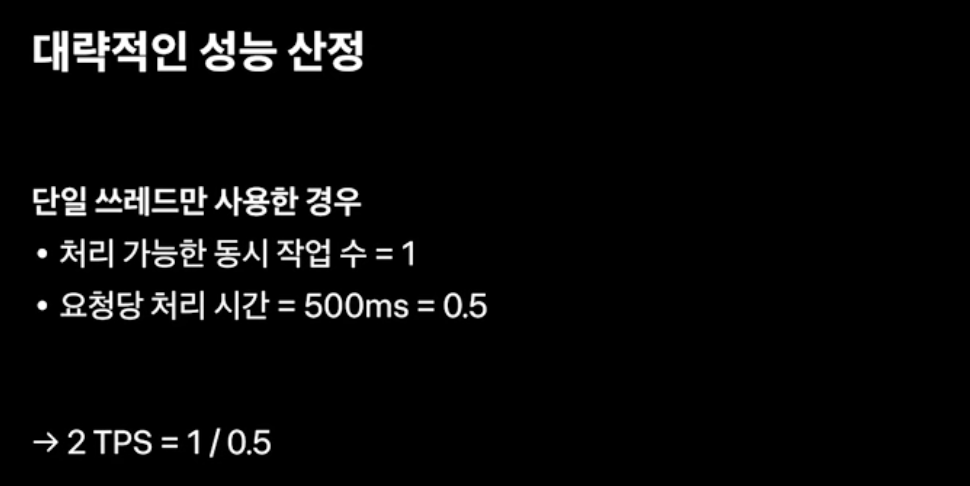 대략적인 성능 산정
단일 쓰레드만 사용한 경우
• 처리 가능한 동시 작업 수 = 1
• 요청당 처리 시간 = 500ms = 0.5
→ 2 TPS = 1 / 0.5